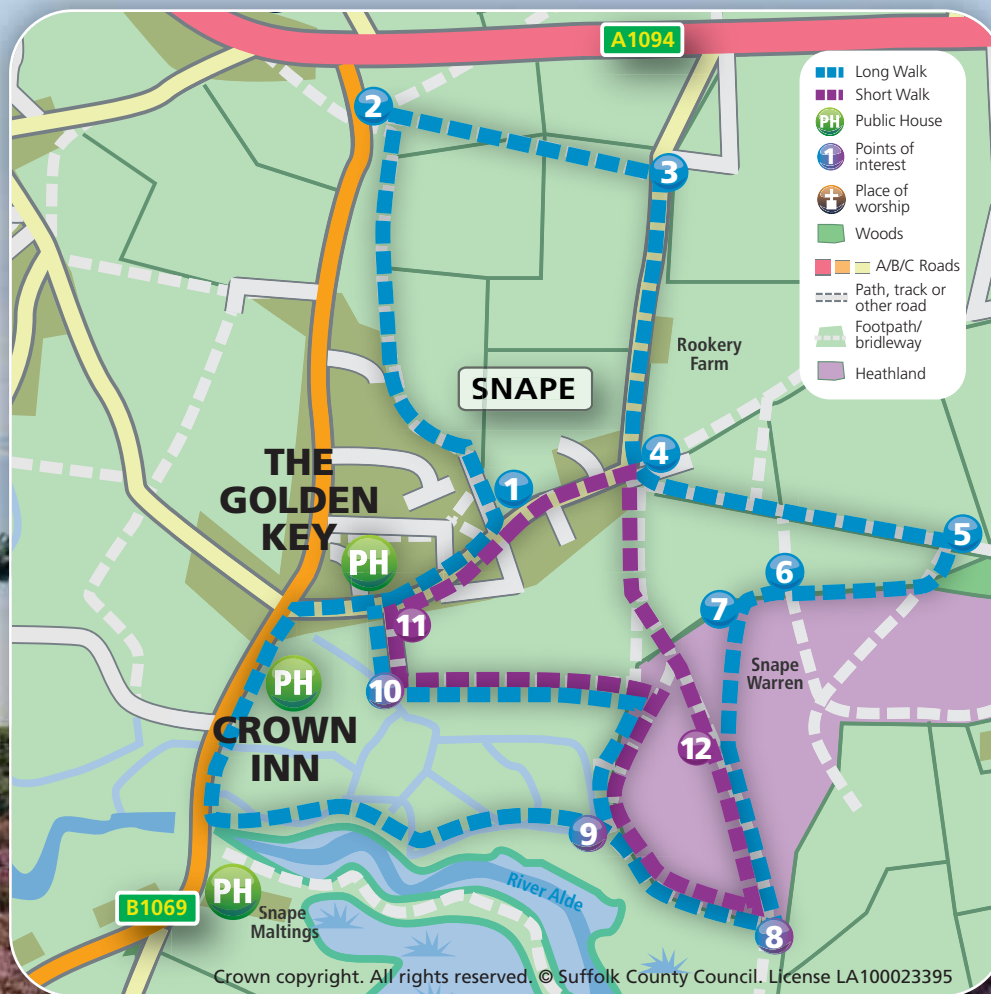 A1094
Long Walk
Short Walk
PH
Public House
1
Points of
interest
Place of
worship
Woods
A/B/C Roads
Path, track or
other road
Footpath/
bridleway
Heathland
2
3
Rookery
Farm
SNAPE
4
THE
GOLDEN
KEY
1
5
PH
6
7
11
Snape
Warren
PH
10
CROWN
INN
12
9
River Alde
PH
B1069
Snape
Maltings
8
Crown copyright. All rights reserved. © Suffolk County Council. License LA100023395